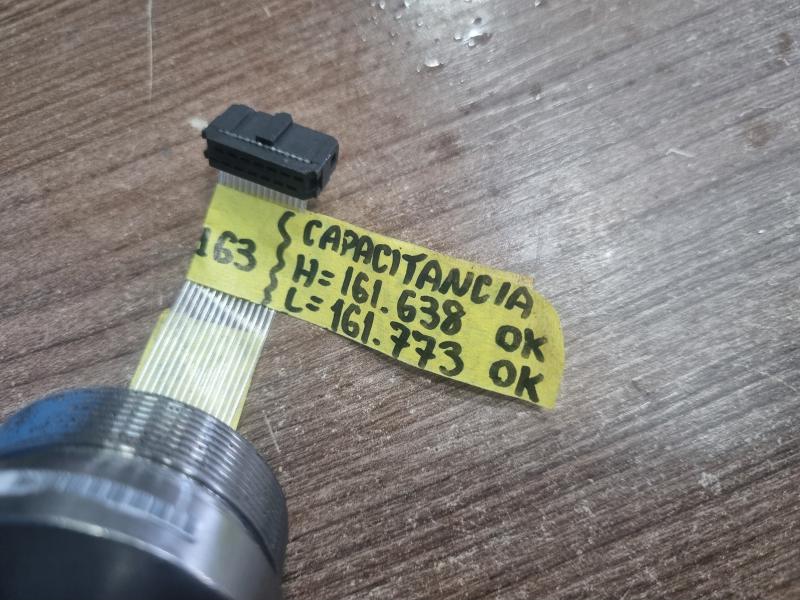 163
CAPACITANCIA
H= 161.638 OK
L= 161.773 OK